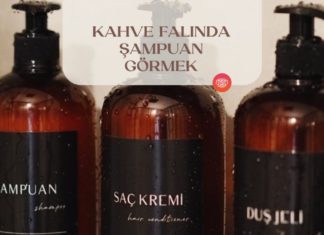 KAHVE FALINDA
ŞAMPUAN
GÖRMEK
AMPUAN
shampoo
SAÇ KREMİ
hair conditioner
DUŞ JELİ